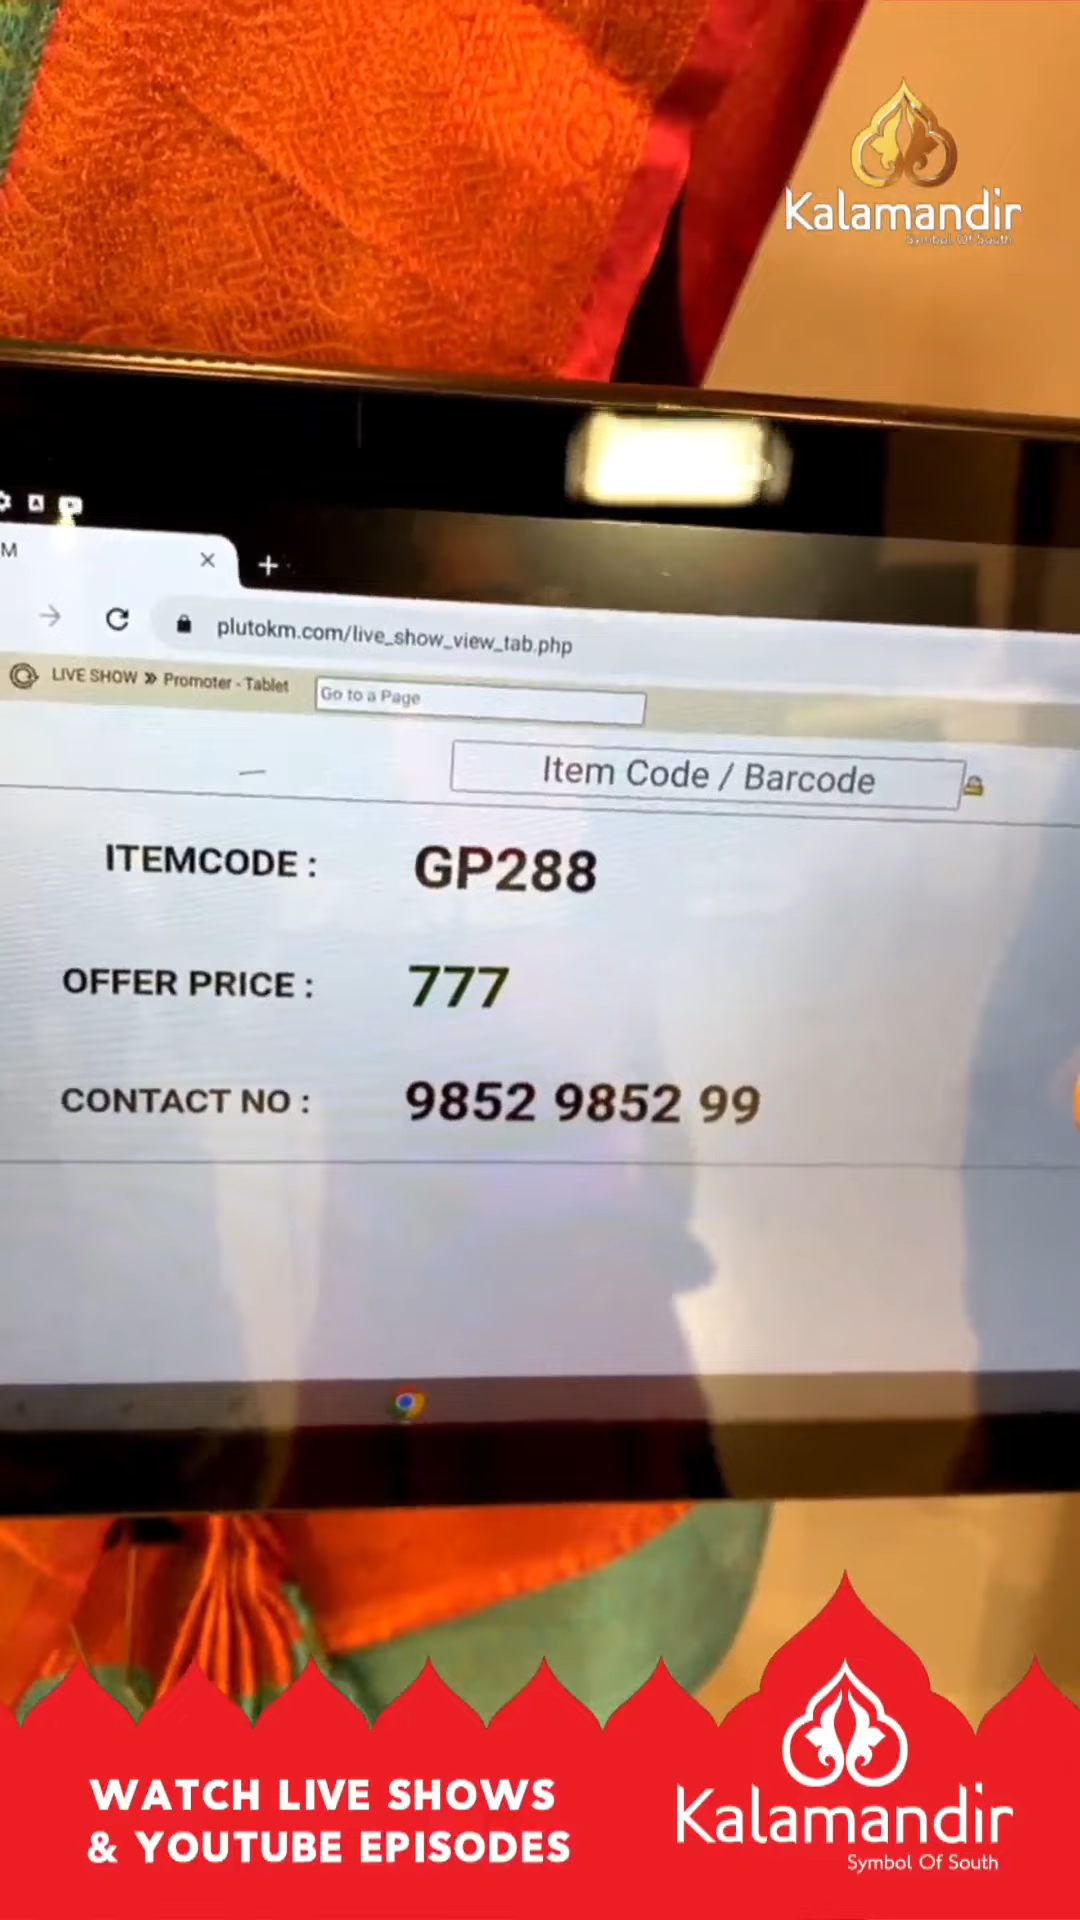 Kalamandir
Symbol Of South
M
plutokm.com/live_show_view_tab.php
LIVE SHOW » Promoter - Tablet
Go to a Page
Item Code / Barcode
ITEMCODE : GP288
OFFER PRICE : 777
CONTACT NO : 9852 9852 99
WATCH LIVE SHOWS
& YOUTUBE EPISODES
Kalamandir
Symbol Of South